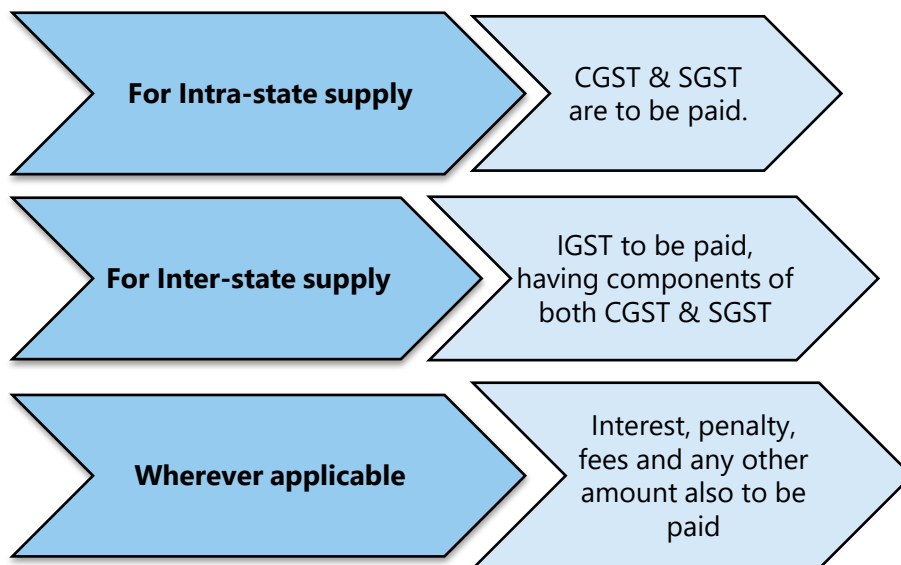 For Intra-state supply
CGST & SGST
are to be paid.
For Inter-state supply
IGST to be paid,
having components of
both CGST & SGST
Wherever applicable
Interest, penalty,
fees and any other
amount also to be
paid